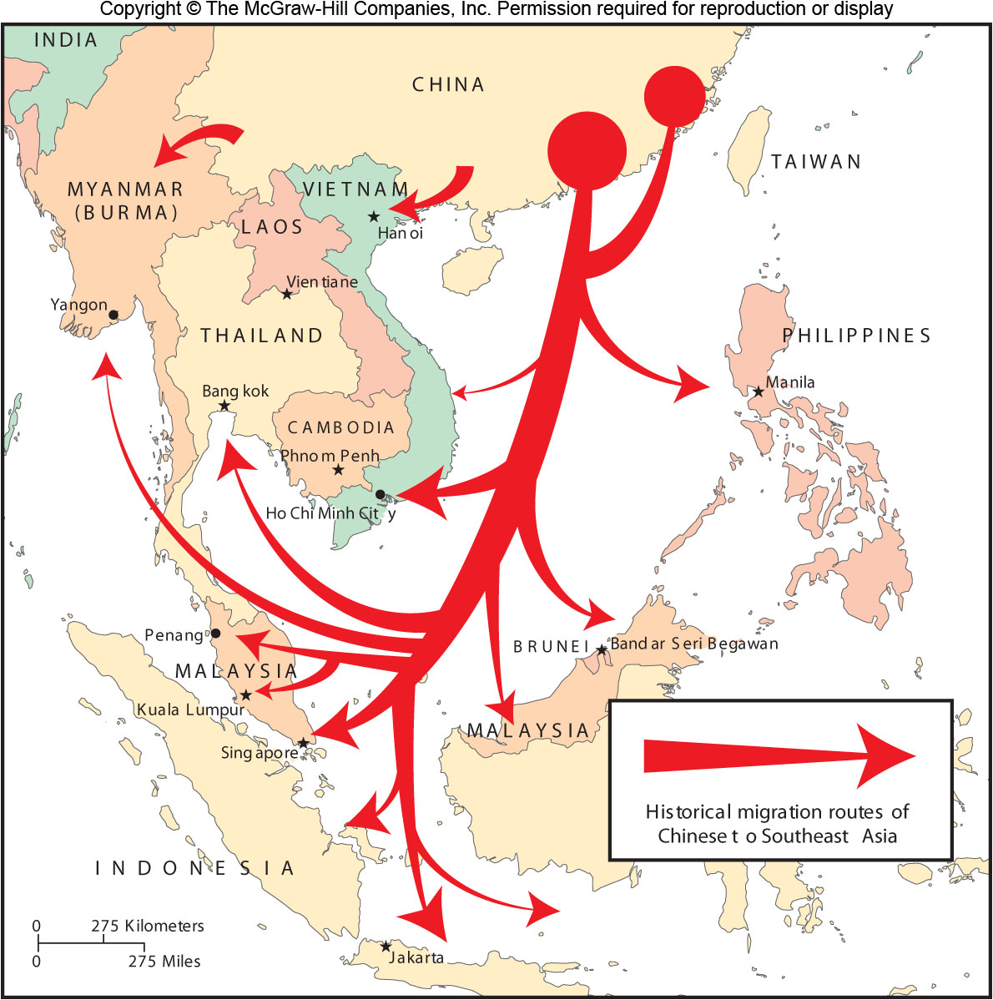 Copyright © The McGraw-Hill Companies, Inc. Permission required for reproduction or display
INDIA
CHINA
TAIWAN
MYANMAR
(BURMA)
VIETNAM
Hanoi
LAOS
Vientiane
Yangon
THAILAND
PHILIPPINES
Manila
Bangkok
CAMBODIA
Phnom Penh
Ho Chi Minh Cit y
Penang
BRUNEI
Bandar Seri Begawan
MALAYSIA
Kuala Lumpur
MALAYSIA
Singapore
INDONESIA
Historical migration routes of
Chinese t o Southeast Asia
0 275 Kilometers
0 275 Miles
Jakarta